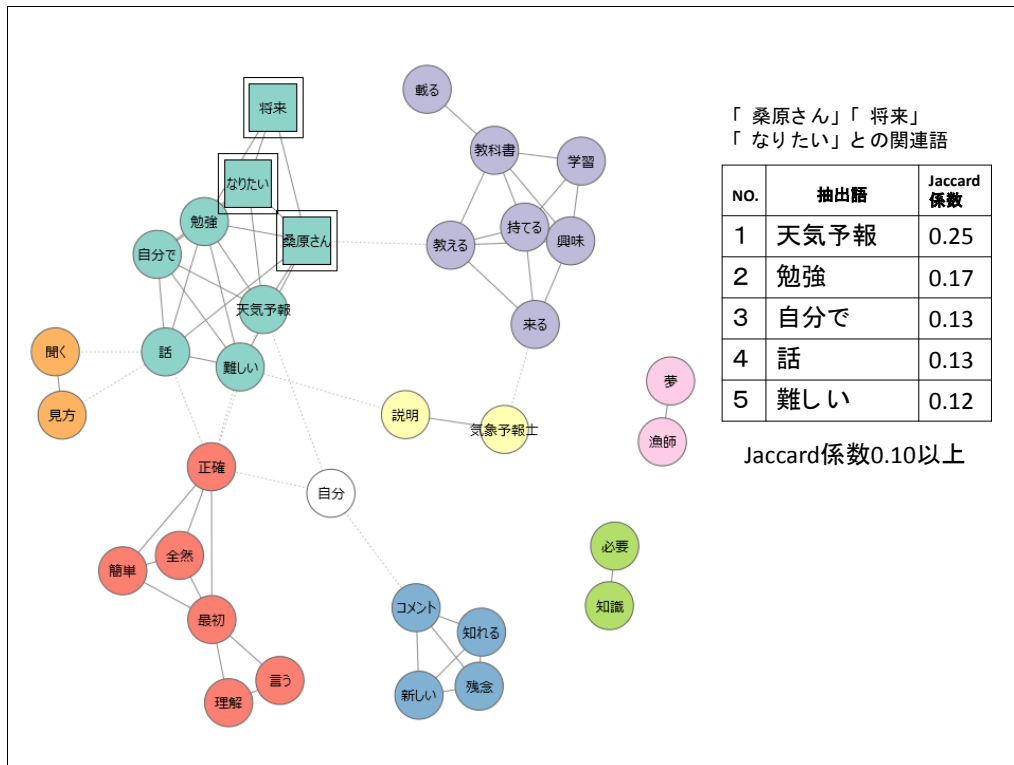 将来
なりたい
勉強
桑原さん
自分で
天気予報
話
難しい
聞く
見方
載る
教科書
学習
持てる
教える
興味
来る
説明
気象予報士
夢
漁師
正確
自分
全然
簡単
最初
言う
理解
コメント
知れる
新しい
残念
必要
知識
「 桑原さん」「 将来」
「 なりたい」との関連語
NO. 抽出語 Jaccard係数
1 天気予報 0.25
2 勉強 0.17
3 自分で 0.13
4 話 0.13
5 難しい 0.12
Jaccard係数0.10以上